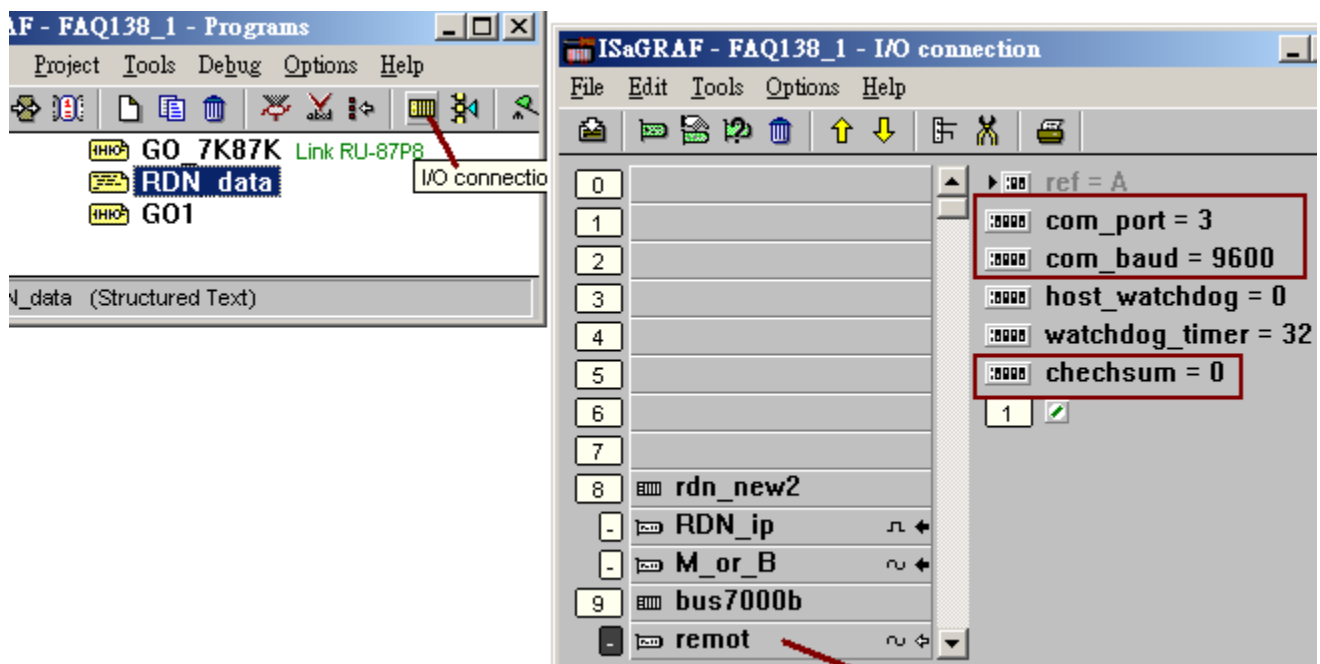 AF - FAQ138_1 - Programs
Project Tools Debug Options Help
GO_7K87K Link RU-87P8
I/O connectio
RDN_data
GO1
N_data (Structured Text)
ISaGRAF - FAQ138_1 - I/O connection
File Edit Tools Options Help
0
1
2
3
4
5
6
7
8 rdn_new2
- RDN_ip
- M_or_B
9 bus7000b
- remot
ref = A
com_port = 3
com_baud = 9600
host_watchdog = 0
watchdog_timer = 32
chechsum = 0
1